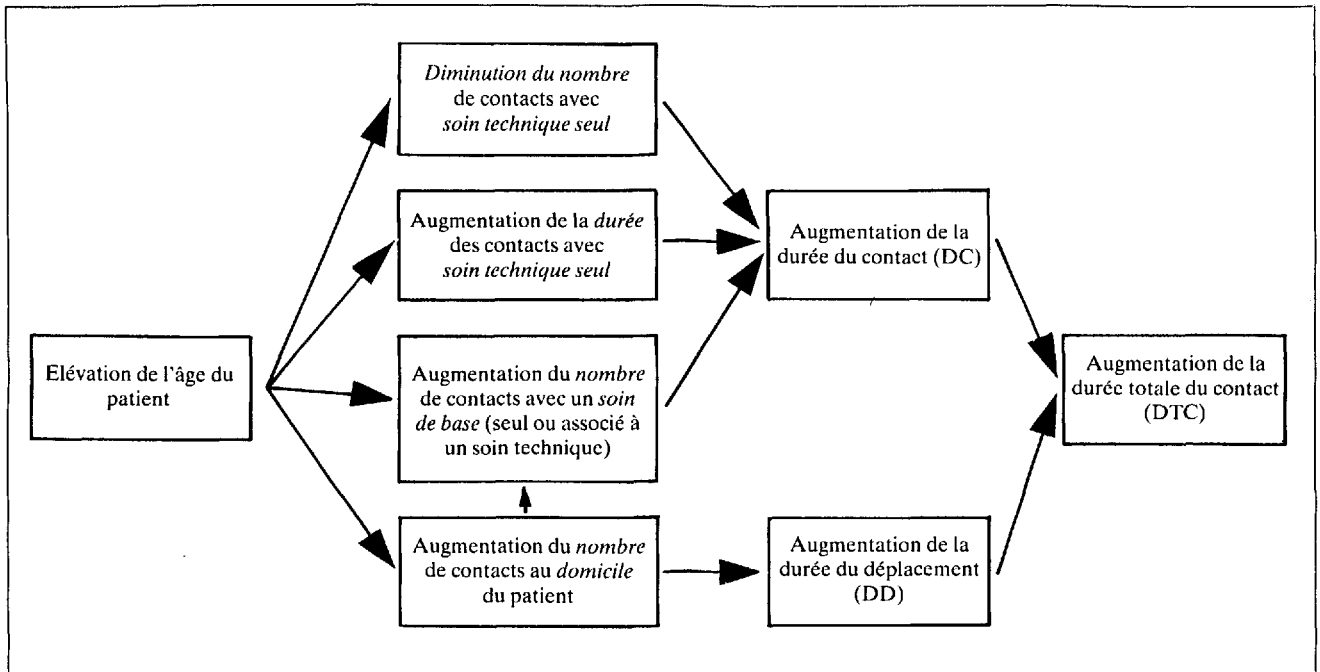 Diminution du nombre
de contacts avec
soin technique seul
Augmentation de la durée
des contacts avec
soin technique seul
Augmentation de la
durée du contact (DC)
Elévation de l'âge du
patient
Augmentation du nombre
de contacts avec un soin
de base (seul ou associé à
un soin technique)
Augmentation de la
durée totale du contact
(DTC)
Augmentation du nombre
de contacts au domicile
du patient
Augmentation de la
durée du déplacement
(DD)